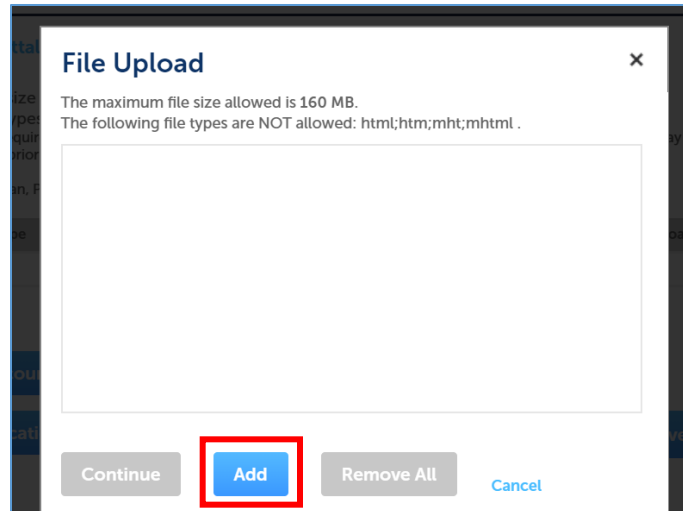 File Upload
×
The maximum file size allowed is 160 MB.
The following file types are NOT allowed: html;htm;mht;mhtml .
Continue
Add
Remove All
Cancel